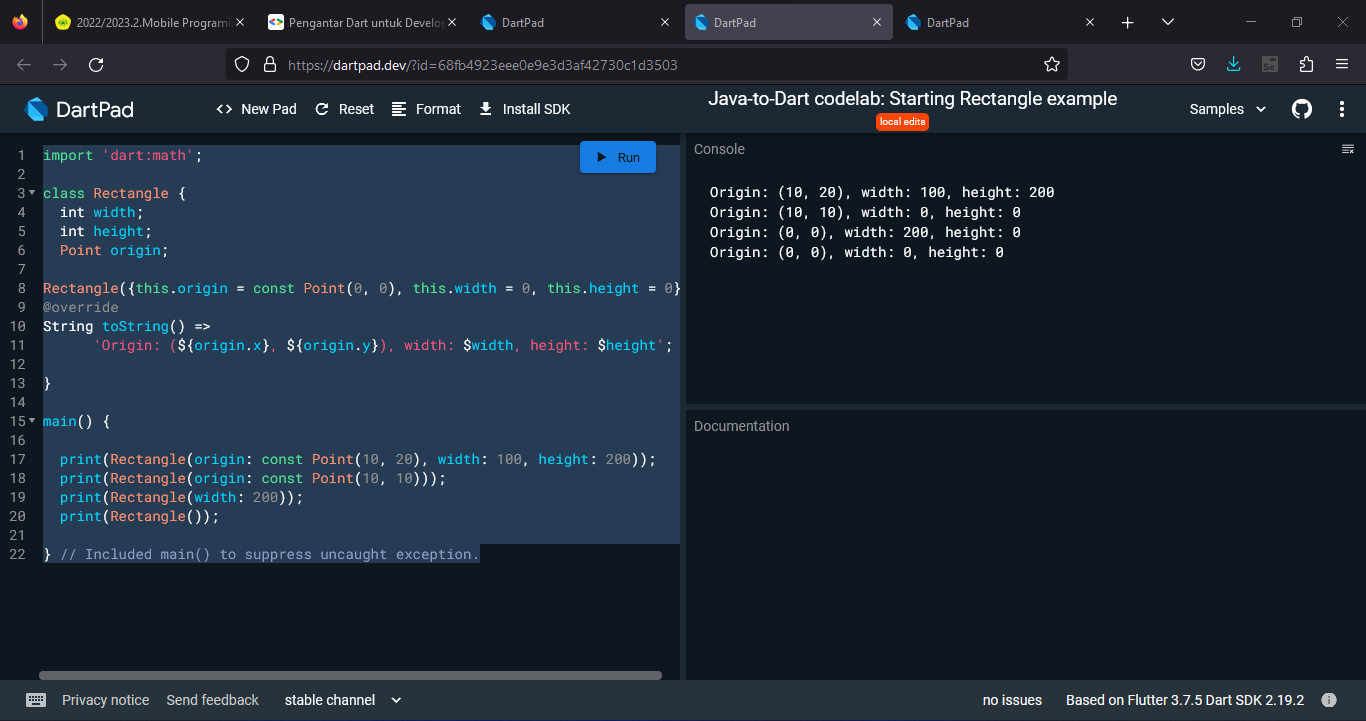 2022/2023.2.Mobile Programi
Pengantar Dart untuk Develop
DartPad
DartPad
DartPad
https://dartpad.dev/?id=68fb4923eee0e9e3d3af42730c1d3503
DartPad
<> New Pad
Reset
Format
Install SDK
Java-to-Dart codelab: Starting Rectangle example
local edits
Samples
1 import 'dart:math';
2
3 class Rectangle {
4 int width;
5 int height;
6 Point origin;
7
8 Rectangle({this.origin = const Point(0, 0), this.width = 0, this.height = 0}
9 @override
10 String toString() =>
11 'Origin: (${origin.x}, ${origin.y}), width: $width, height: $height';
12
13 }
14
15 main() {
16
17 print(Rectangle(origin: const Point(10, 20), width: 100, height: 200));
18 print(Rectangle(origin: const Point(10, 10)));
19 print(Rectangle(width: 200));
20 print(Rectangle());
21
22 } // Included main() to suppress uncaught exception.
Run
Console
Origin: (10, 20), width: 100, height: 200
Origin: (10, 10), width: 0, height: 0
Origin: (0, 0), width: 200, height: 0
Origin: (0, 0), width: 0, height: 0
Documentation
Privacy notice
Send feedback
stable channel
no issues
Based on Flutter 3.7.5 Dart SDK 2.19.2